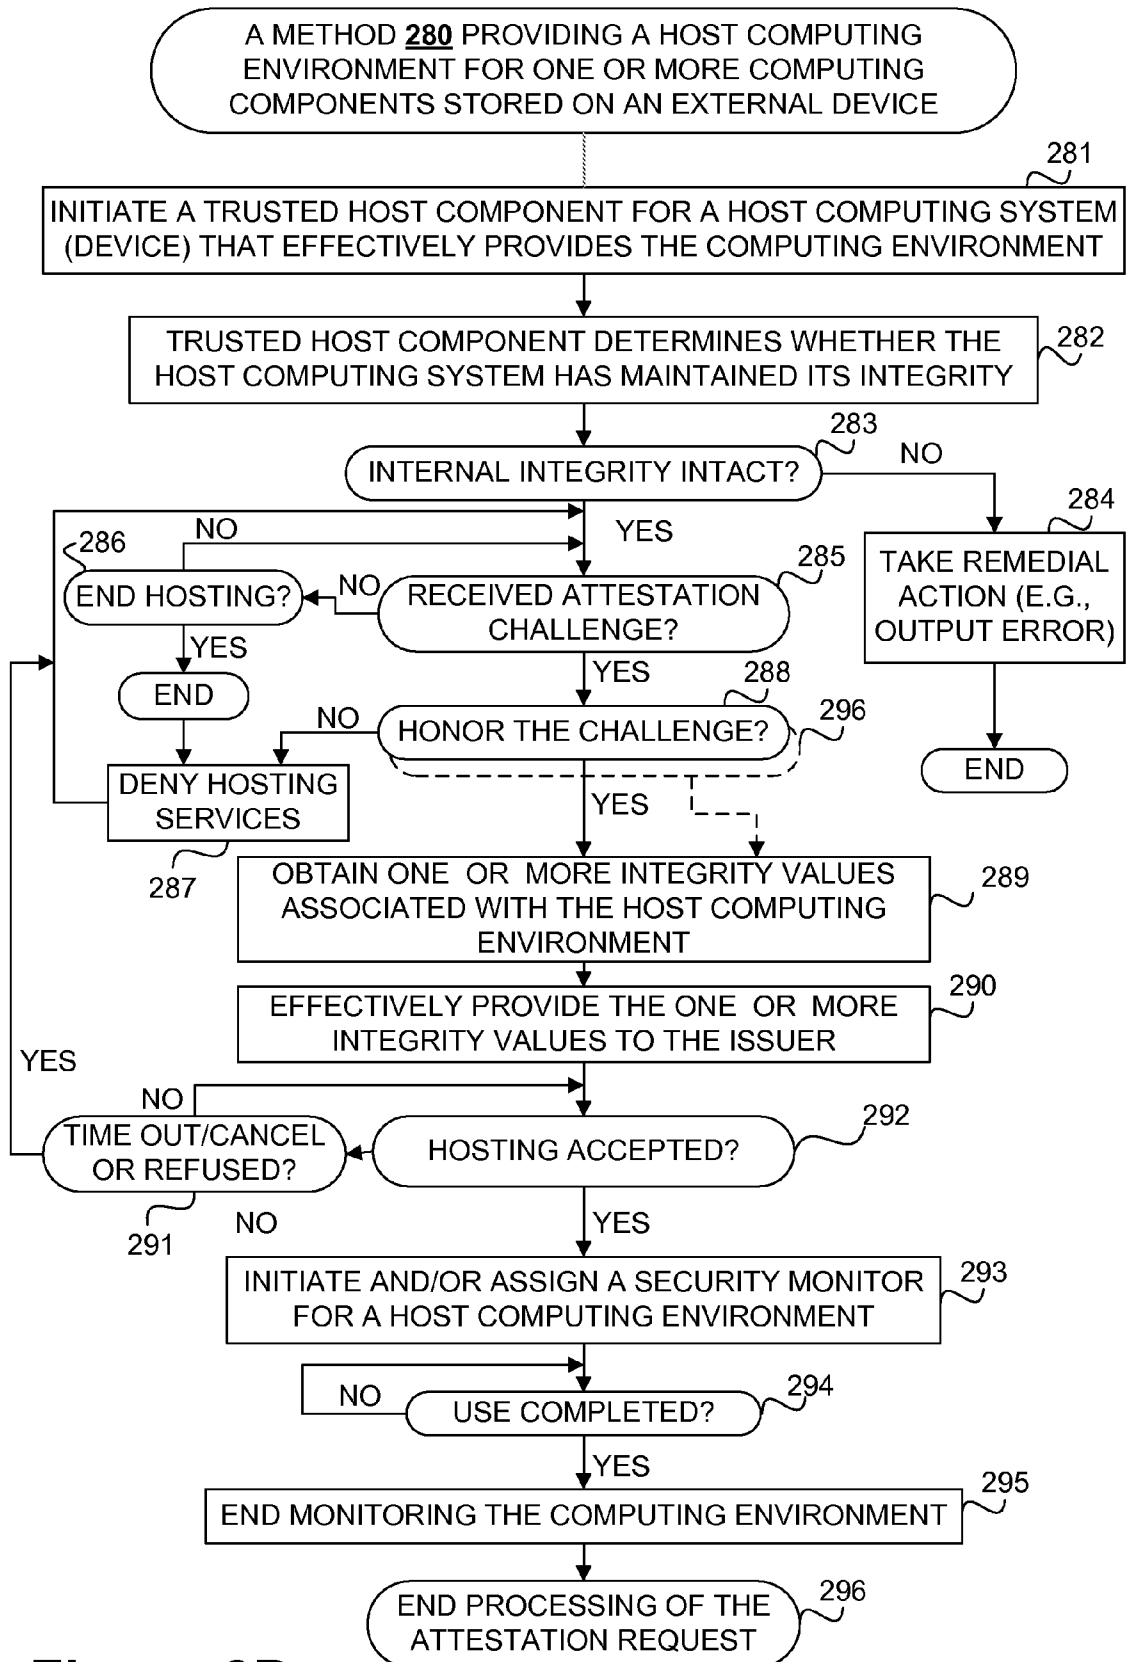 A METHOD 280 PROVIDING A HOST COMPUTING
ENVIRONMENT FOR ONE OR MORE COMPUTING
COMPONENTS STORED ON AN EXTERNAL DEVICE
281
INITIATE A TRUSTED HOST COMPONENT FOR A HOST COMPUTING SYSTEM
(DEVICE) THAT EFFECTIVELY PROVIDES THE COMPUTING ENVIRONMENT
TRUSTED HOST COMPONENT DETERMINES WHETHER THE
HOST COMPUTING SYSTEM HAS MAINTAINED ITS INTEGRITY
282
283
INTERNAL INTEGRITY INTACT?
NO
284
TAKE REMEDIAL
ACTION (E.G.,
OUTPUT ERROR)
END
YES
NO
286
END HOSTING?
NO
285
RECEIVED ATTESTATION
CHALLENGE?
YES
END
YES
288
HONOR THE CHALLENGE?
296
NO
DENY HOSTING
SERVICES
287
YES
OBTAIN ONE OR MORE INTEGRITY VALUES
ASSOCIATED WITH THE HOST COMPUTING
ENVIRONMENT
289
EFFECTIVELY PROVIDE THE ONE OR MORE
INTEGRITY VALUES TO THE ISSUER
290
YES
NO
TIME OUT/CANCEL
OR REFUSED?
291
HOSTING ACCEPTED?
292
NO
YES
INITIATE AND/OR ASSIGN A SECURITY MONITOR
FOR A HOST COMPUTING ENVIRONMENT
293
NO
USE COMPLETED?
294
YES
END MONITORING THE COMPUTING ENVIRONMENT
295
END PROCESSING OF THE
ATTESTATION REQUEST
296